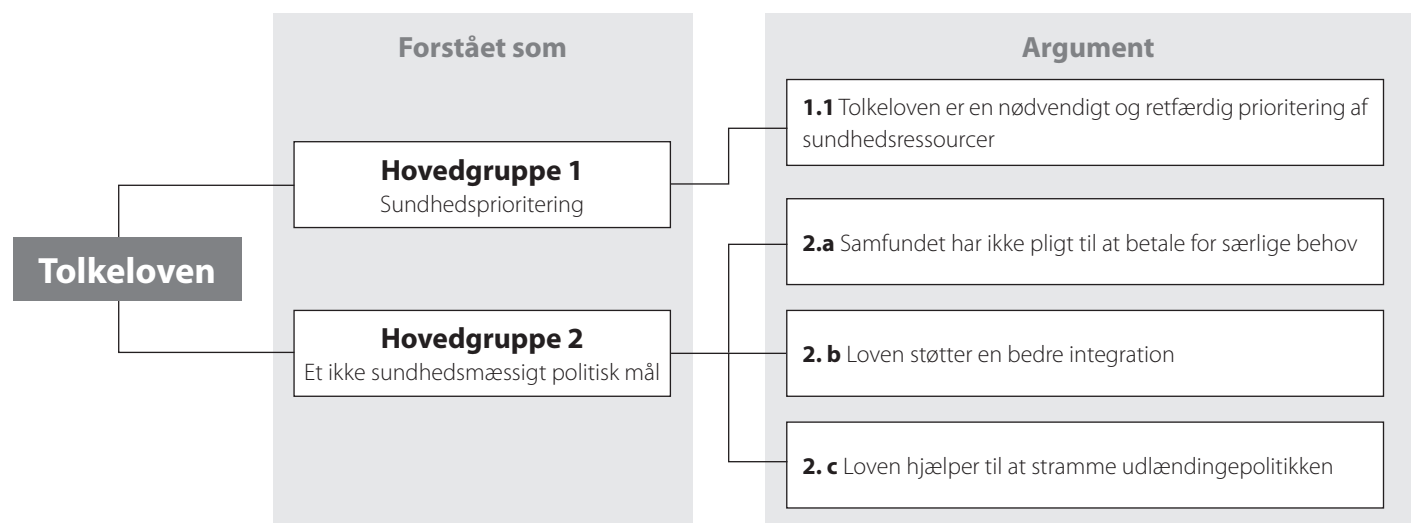 Forstået som
Argument
Tolkeloven
Hovedgruppe 1
Sundhedsprioritering
1.1 Tolkeloven er en nødvendigt og retfærdig prioritering af
sundhedsressourcer
Hovedgruppe 2
Et ikke sundhedsmæssigt politisk mål
2.a Samfundet har ikke pligt til at betale for særlige behov
2. b Loven støtter en bedre integration
2. c Loven hjælper til at stramme udlændingepolitikken